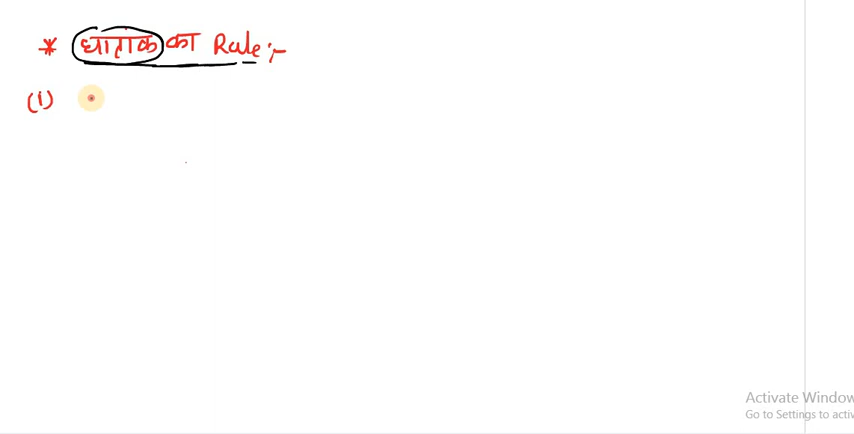 * घाताक का Rule :-
(1)
Activate Window
Go to Settings to activ